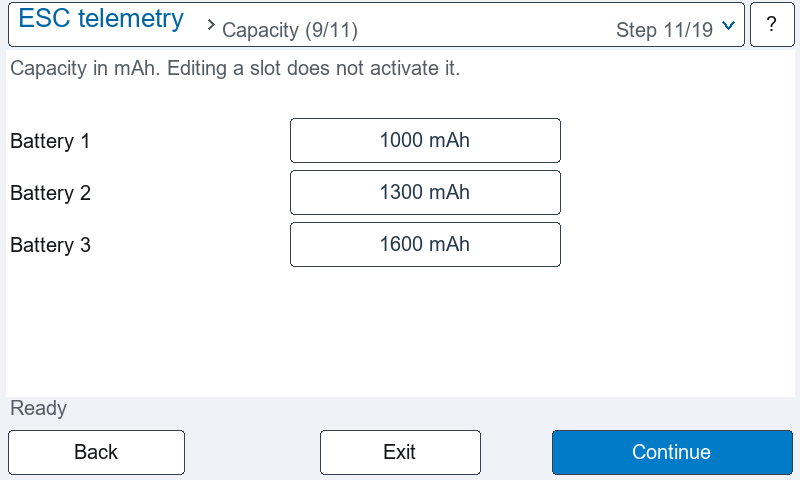 ESC telemetry > Capacity (9/11) Step 11/19 ?
Capacity in mAh. Editing a slot does not activate it.
Battery 1 1000 mAh
Battery 2 1300 mAh
Battery 3 1600 mAh
Ready
Back Exit Continue